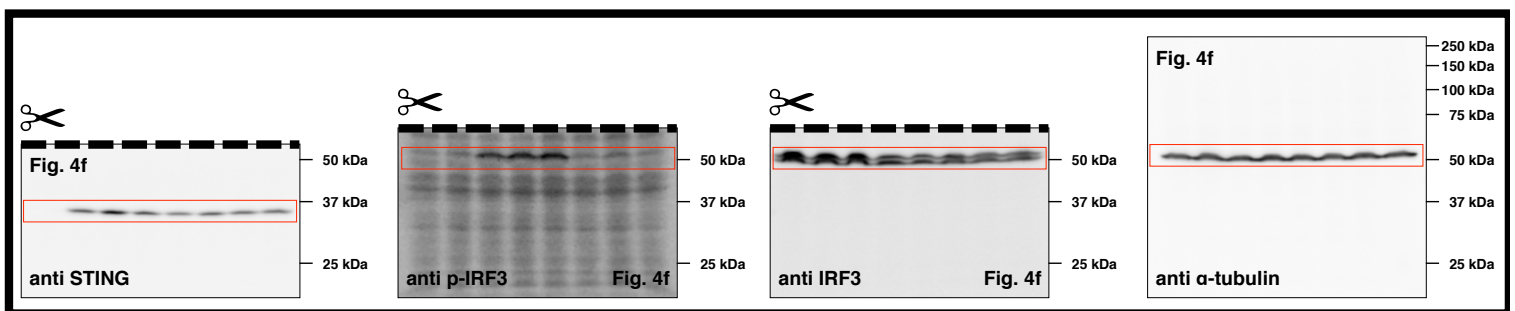 Fig. 4f
50 kDa
37 kDa
25 kDa
anti STING
50 kDa
37 kDa
25 kDa
anti p-IRF3 Fig. 4f
50 kDa
37 kDa
25 kDa
anti IRF3 Fig. 4f
Fig. 4f
250 kDa
150 kDa
100 kDa
75 kDa
50 kDa
37 kDa
25 kDa
anti α-tubulin